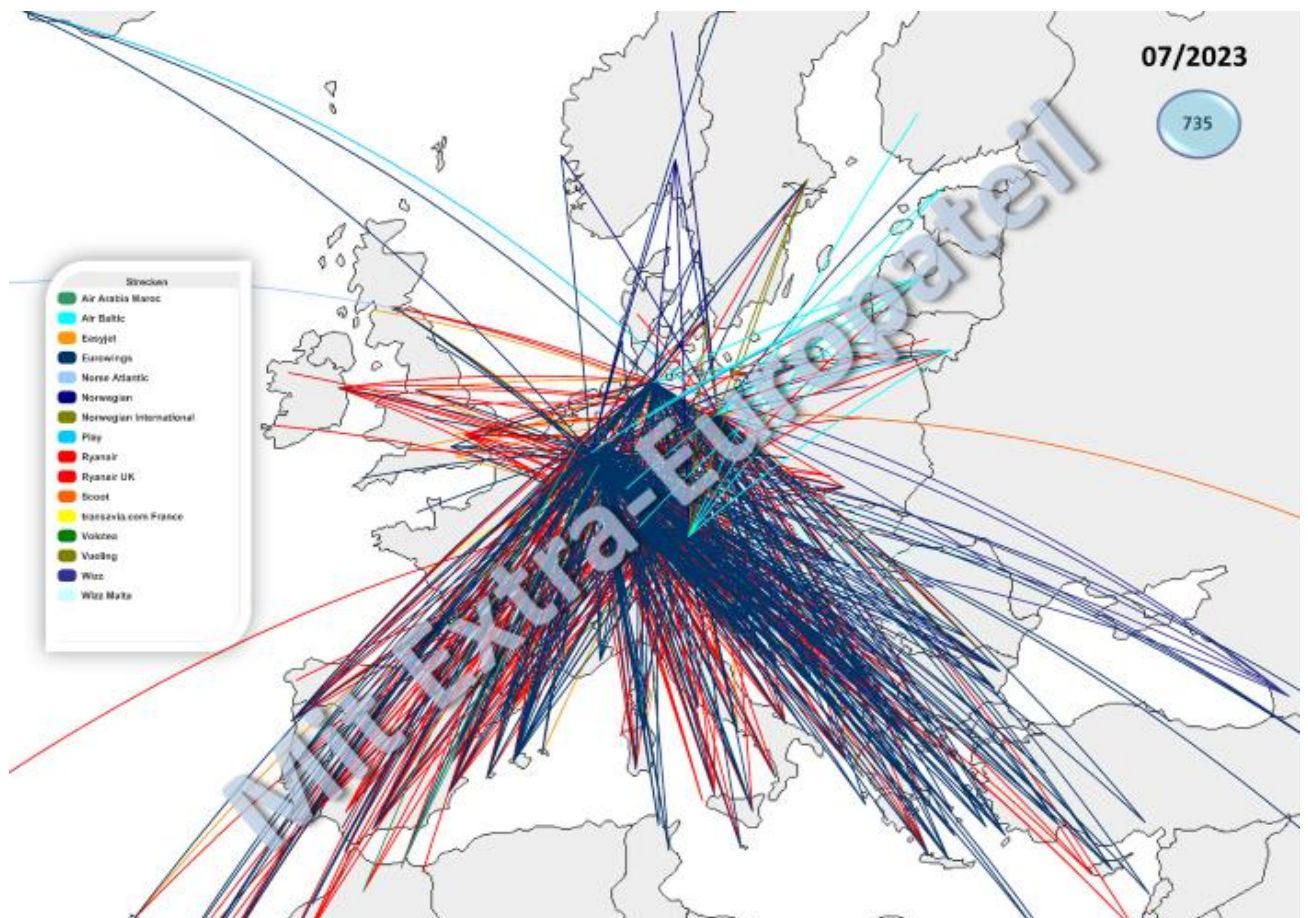 07/2023
735
Mit Extra-Europateil
Strecken
Air Arabia Maroc
Air Baltic
Easyjet
Eurowings
Norse Atlantic
Norwegian
Norwegian International
Play
Ryanair
Ryanair UK
Scoot
transavia.com France
Volotea
Vueling
Wizz
Wizz Malta